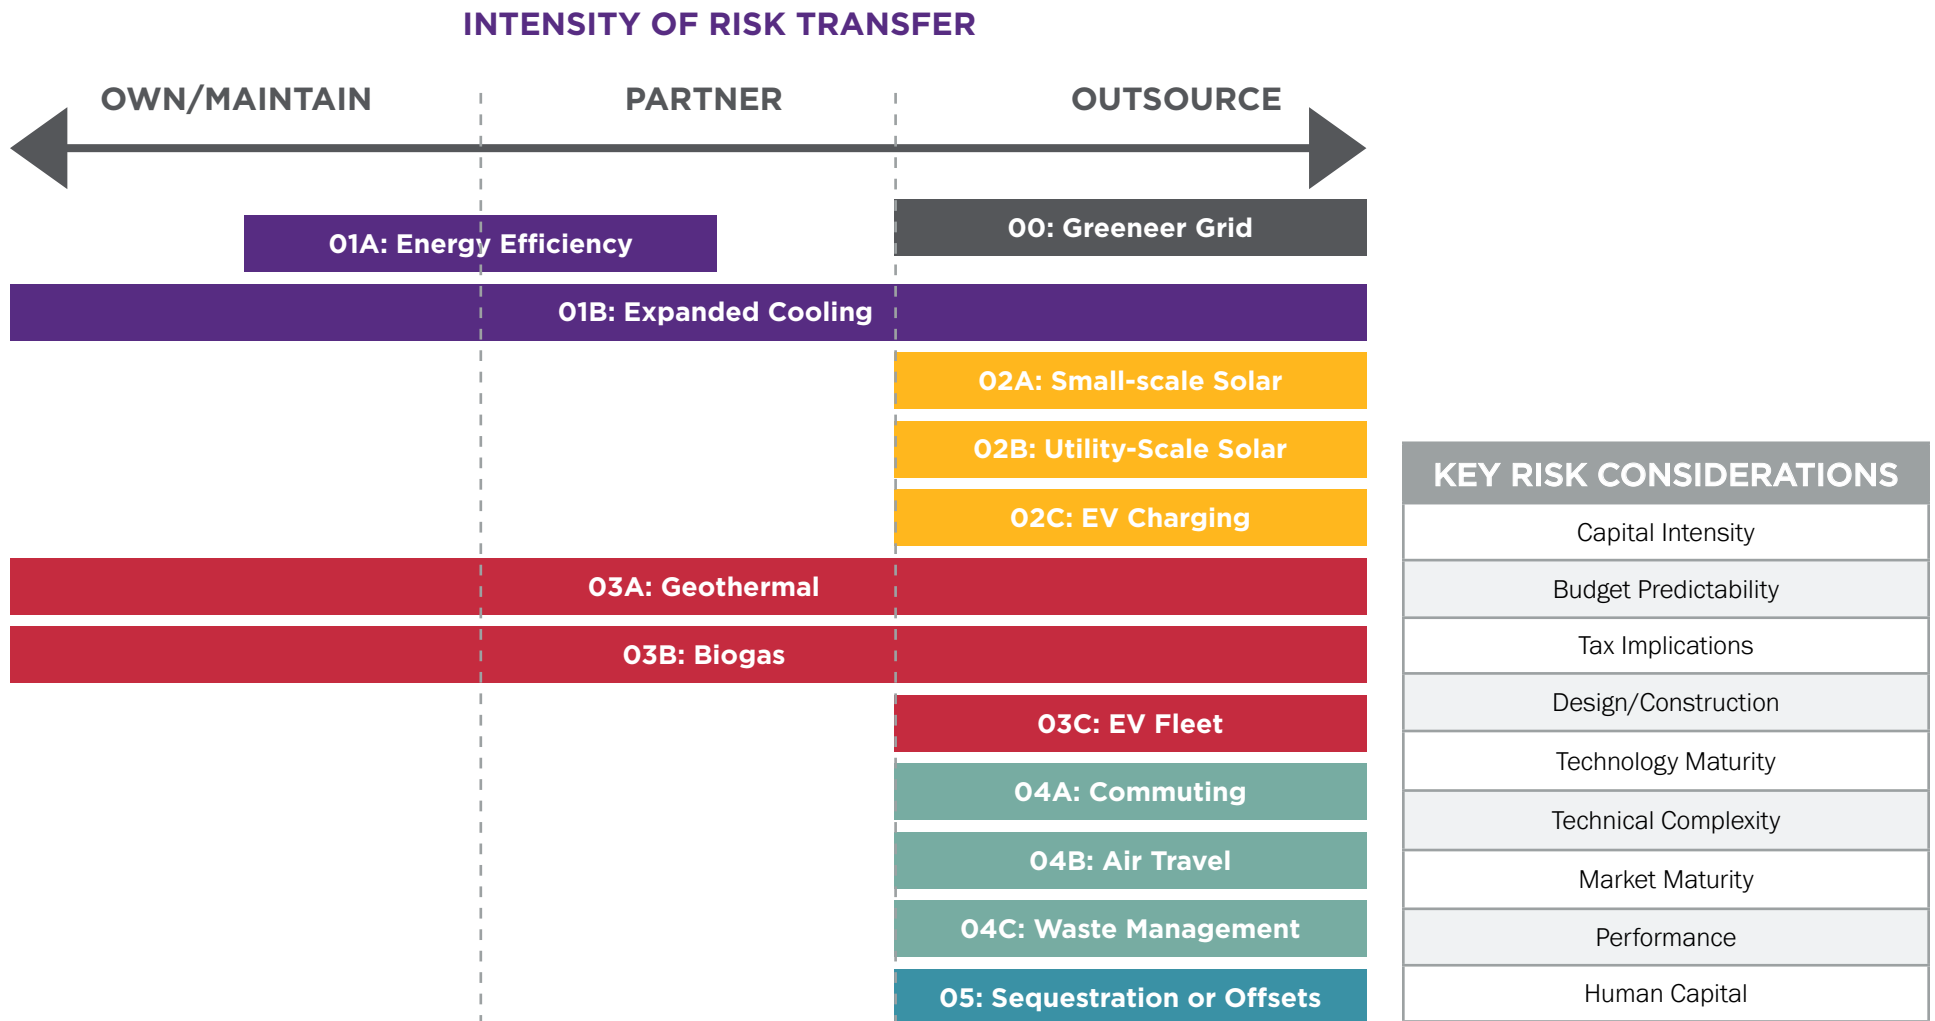 INTENSITY OF RISK TRANSFER
OWN/MAINTAIN
PARTNER
OUTSOURCE
00: Greeneer Grid
01A: Energy Efficiency
01B: Expanded Cooling
02A: Small-scale Solar
02B: Utility-Scale Solar
02C: EV Charging
03A: Geothermal
03B: Biogas
03C: EV Fleet
04A: Commuting
04B: Air Travel
04C: Waste Management
05: Sequestration or Offsets
KEY RISK CONSIDERATIONS
Capital Intensity
Budget Predictability
Tax Implications
Design/Construction
Technology Maturity
Technical Complexity
Market Maturity
Performance
Human Capital